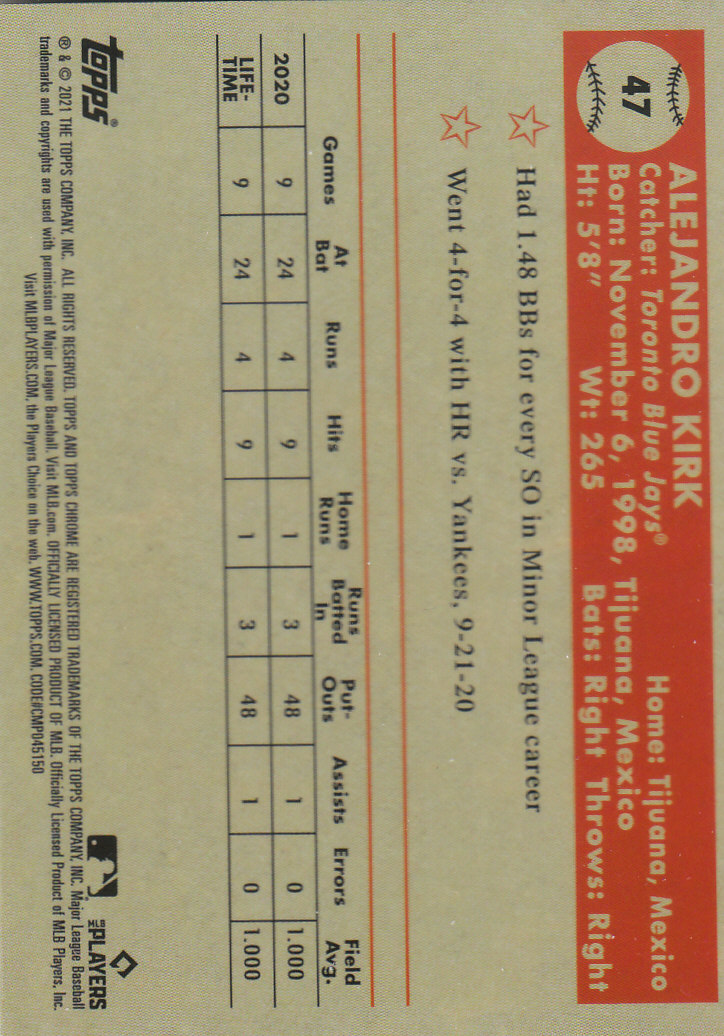 47
ALEJANDRO KIRK
Catcher: Toronto Blue Jays® Home: Tijuana, Mexico
Born: November 6, 1998, Tijuana, Mexico
Ht: 5'8" Wt: 265 Bats: Right Throws: Right
Had 1.48 BBs for every SO in Minor League career
Went 4-for-4 with HR vs. Yankees, 9-21-20
Games At Bat Runs Hits Home Runs Runs Batted In Put-Outs Assists Errors Field Avg.
2020 9 24 4 9 1 3 48 1 0 1.000
LIFE-TIME 9 24 4 9 1 3 48 1 0 1.000
topps®
MLB PLAYERS
® & © 2021 THE TOPPS COMPANY, INC. ALL RIGHTS RESERVED. TOPPS AND TOPPS CHROME ARE REGISTERED TRADEMARKS OF THE TOPPS COMPANY, INC. Major League Baseball
trademarks and copyrights are used with permission of Major League Baseball. Visit MLB.com. OFFICIALLY LICENSED PRODUCT OF MLB. Officially Licensed Product of MLB Players, Inc.
Visit MLBPLAYERS.COM, the Players Choice on the web. WWW.TOPPS.COM. CODE#CMP045150